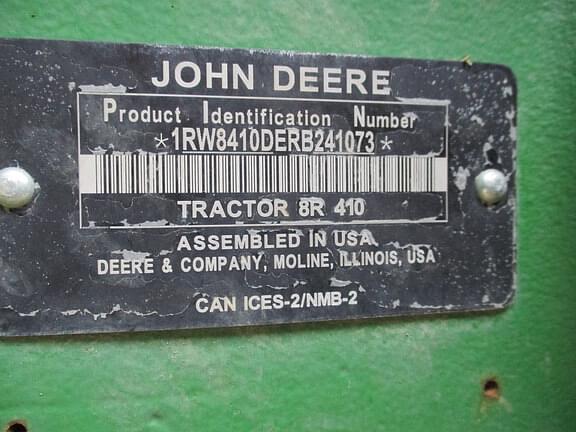 JOHN DEERE
Product Identification Number
*1RW8410DERB241073*
TRACTOR 8R 410
ASSEMBLED IN USA
DEERE & COMPANY, MOLINE, ILLINOIS, USA
CAN ICES-2/NMB-2